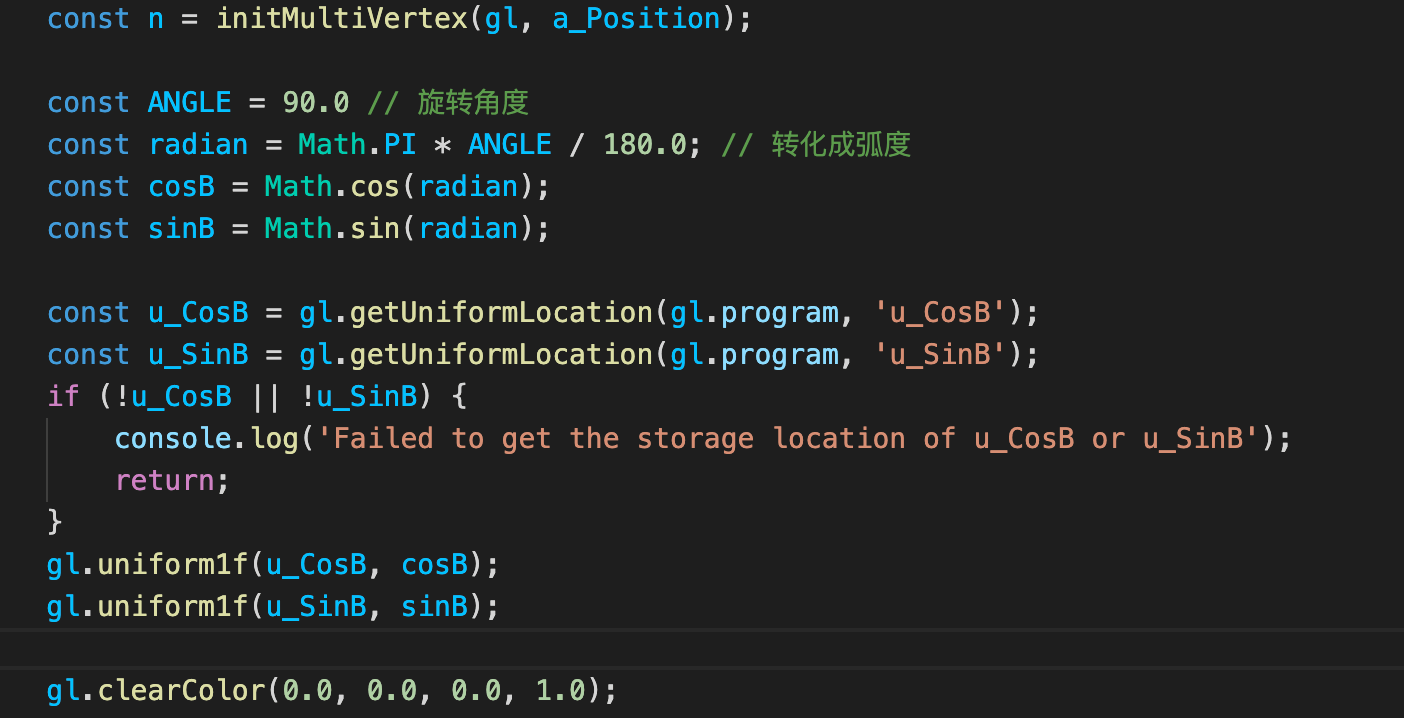 const n = initMultiVertex(gl, a_Position);
const ANGLE = 90.0 // 旋转角度
const radian = Math.PI * ANGLE / 180.0; // 转化成弧度
const cosB = Math.cos(radian);
const sinB = Math.sin(radian);
const u_CosB = gl.getUniformLocation(gl.program, 'u_CosB');
const u_SinB = gl.getUniformLocation(gl.program, 'u_SinB');
if (!u_CosB || !u_SinB) {
    console.log('Failed to get the storage location of u_CosB or u_SinB');
    return;
}
gl.uniform1f(u_CosB, cosB);
gl.uniform1f(u_SinB, sinB);
gl.clearColor(0.0, 0.0, 0.0, 1.0);